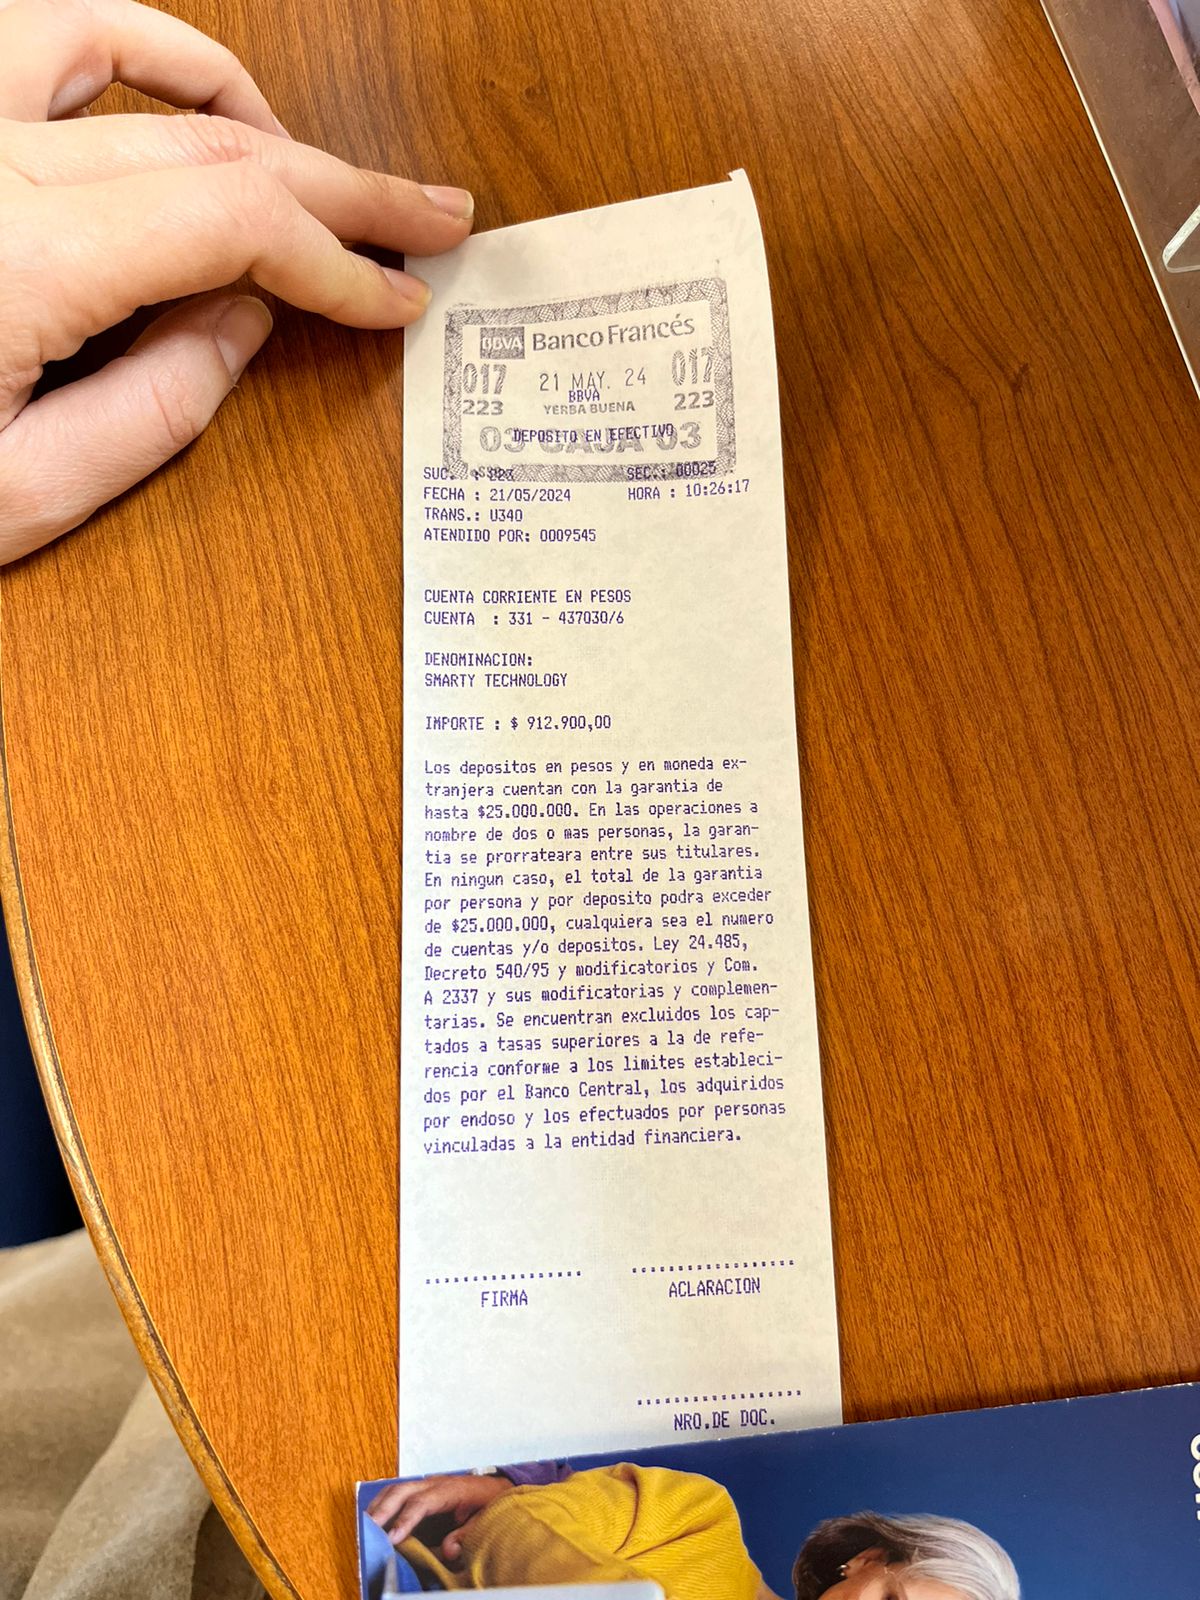 BBVA Banco Francés
017 21 MAY. 24 017
BBVA
223 YERBA BUENA 223
DEPOSITO EN EFECTIVO
03 CAJA 03
SUC. : 223 SEC.: 00025
FECHA : 21/05/2024 HORA : 10:26:17
TRANS.: U340
ATENDIDO POR: 0009545
CUENTA CORRIENTE EN PESOS
CUENTA : 331 - 437030/6
DENOMINACION:
SMARTY TECHNOLOGY
IMPORTE : $ 912.900,00
Los depositos en pesos y en moneda ex-
tranjera cuentan con la garantia de
hasta $25.000.000. En las operaciones a
nombre de dos o mas personas, la garan-
tia se prorrateara entre sus titulares.
En ningun caso, el total de la garantia
por persona y por deposito podra exceder
de $25.000.000, cualquiera sea el numero
de cuentas y/o depositos. Ley 24.485,
Decreto 540/95 y modificatorios y Com.
A 2337 y sus modificatorias y complemen-
tarias. Se encuentran excluidos los cap-
tados a tasas superiores a la de refe-
rencia conforme a los limites estableci-
dos por el Banco Central, los adquiridos
por endoso y los efectuados por personas
vinculadas a la entidad financiera.
FIRMA ACLARACION
NRO.DE DOC.